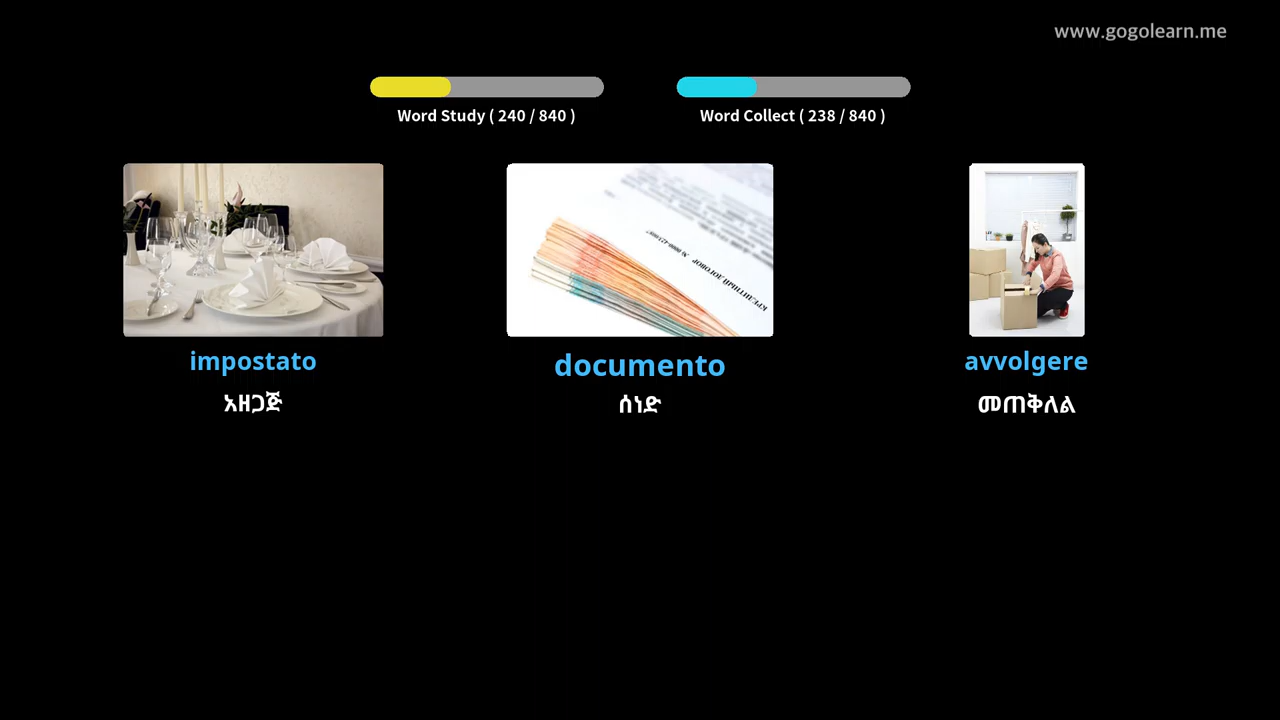 www.gogolearn.me
Word Study ( 240 / 840 )
Word Collect ( 238 / 840 )
impostato
አዘጋጅ
documento
ሰነድ
avvolgere
መጠቅለል